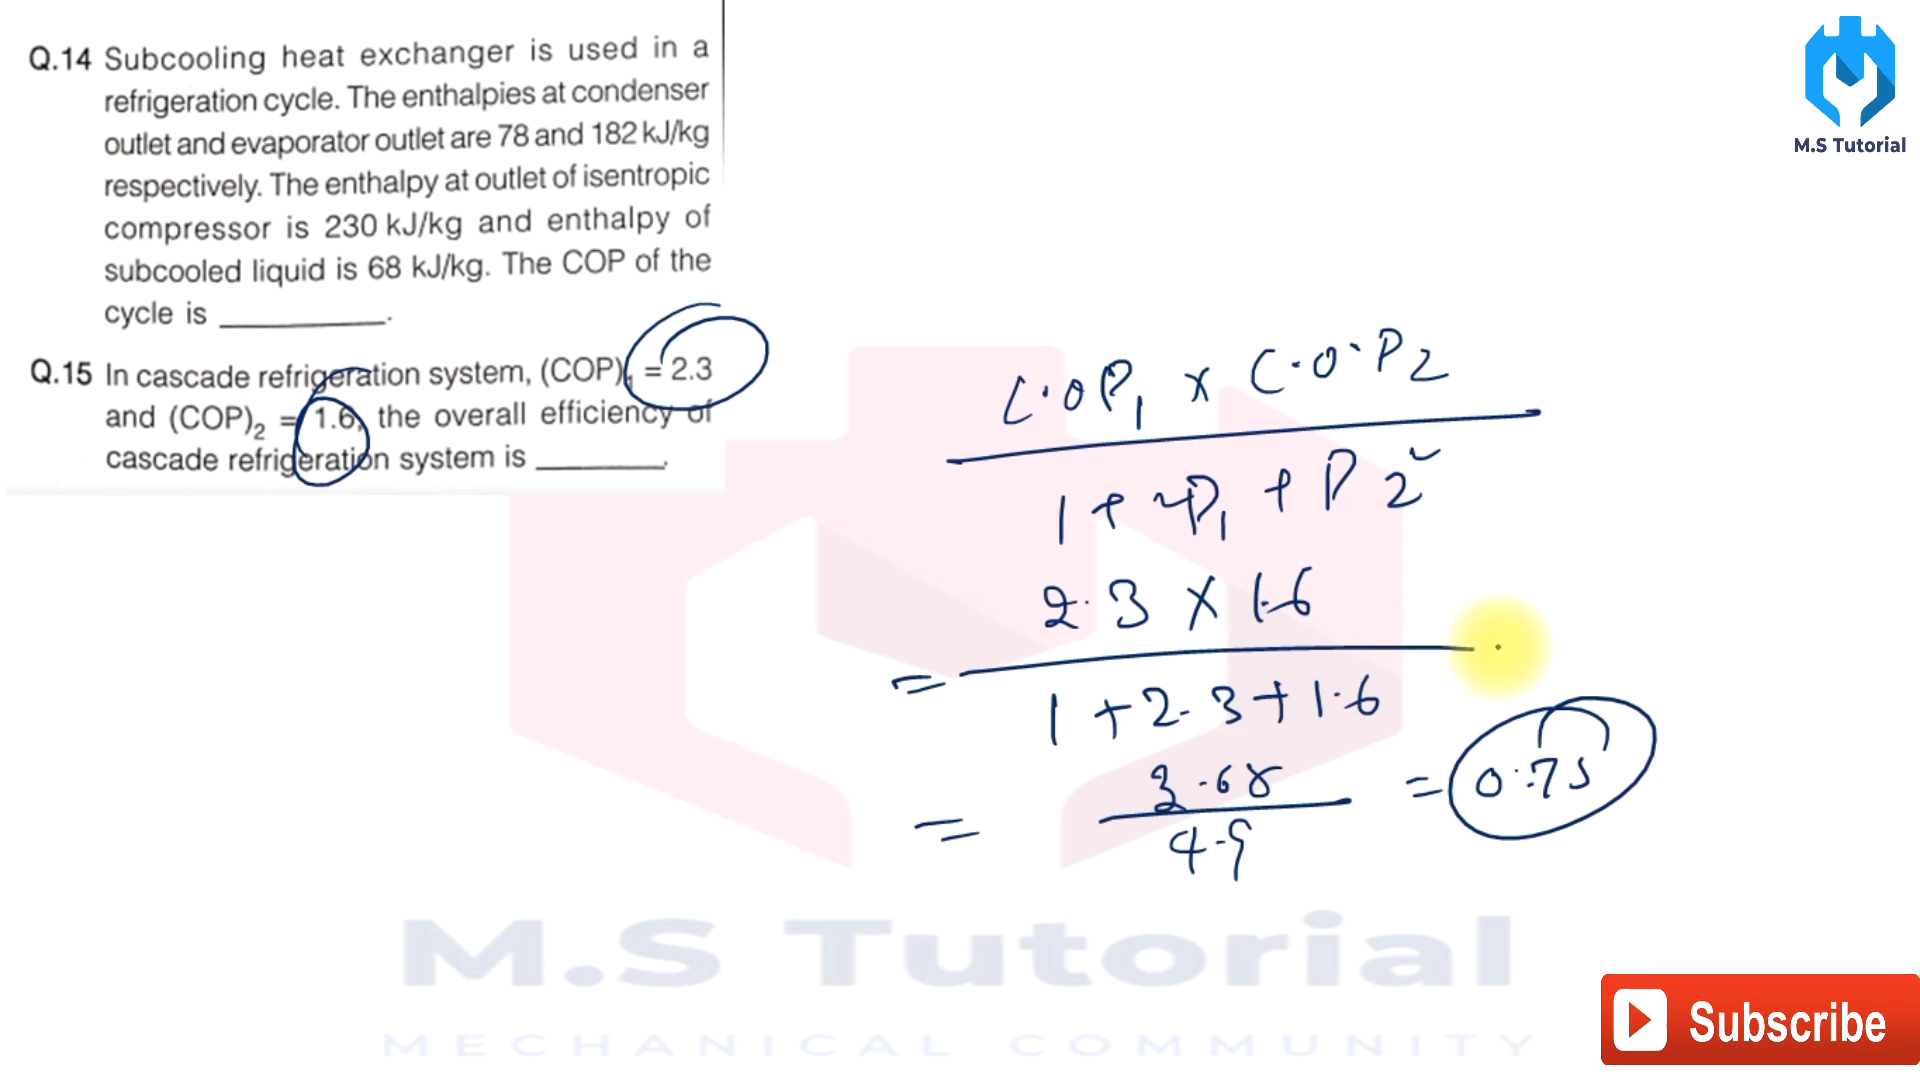 Q.14 Subcooling heat exchanger is used in a
refrigeration cycle. The enthalpies at condenser
outlet and evaporator outlet are 78 and 182 kJ/kg
respectively. The enthalpy at outlet of isentropic
compressor is 230 kJ/kg and enthalpy of
subcooled liquid is 68 kJ/kg. The COP of the
cycle is ________.
Q.15 In cascade refrigeration system, (COP)₁ = 2.3
and (COP)₂ = 1.6, the overall efficiency of
cascade refrigeration system is ________.
C.OP₁ x C.O.P2
1 + P₁ + P2
2.3 X 1.6
=
1 + 2.3 + 1.6
= 3.68 = 0.75
4.9
M.S Tutorial
M.S Tutorial
MECHANICAL COMMUNITY
Subscribe